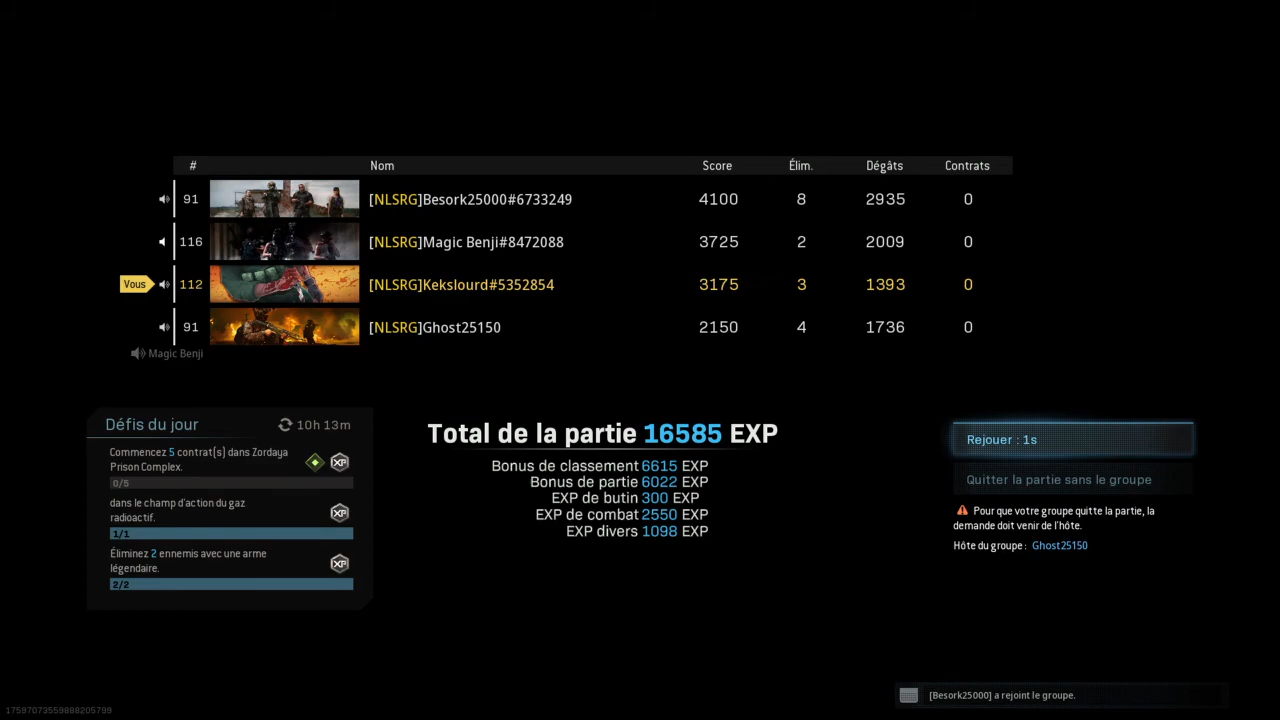 # Nom Score Élim. Dégâts Contrats
91 [NLSRG]Besork25000#6733249 4100 8 2935 0
116 [NLSRG]Magic Benji#8472088 3725 2 2009 0
Vous 112 [NLSRG]Kekslourd#5352854 3175 3 1393 0
91 [NLSRG]Ghost25150 2150 4 1736 0
Magic Benji
Défis du jour 10h 13m
Commencez 5 contrat(s) dans Zordaya
Prison Complex.
XP
0/5
dans le champ d'action du gaz
radioactif.
XP
1/1
Éliminez 2 ennemis avec une arme
légendaire.
XP
2/2
Total de la partie 16585 EXP
Bonus de classement 6615 EXP
Bonus de partie 6022 EXP
EXP de butin 300 EXP
EXP de combat 2550 EXP
EXP divers 1098 EXP
Rejouer : 1s
Quitter la partie sans le groupe
Pour que votre groupe quitte la partie, la
demande doit venir de l'hôte.
Hôte du groupe : Ghost25150
[Besork25000] a rejoint le groupe.
17597073559888205799